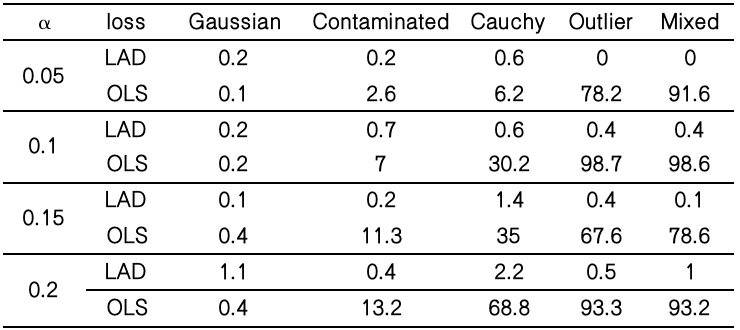 α loss Gaussian Contaminated Cauchy Outlier Mixed
0.05 LAD 0.2 0.2 0.6 0 0
OLS 0.1 2.6 6.2 78.2 91.6
0.1 LAD 0.2 0.7 0.6 0.4 0.4
OLS 0.2 7 30.2 98.7 98.6
0.15 LAD 0.1 0.2 1.4 0.4 0.1
OLS 0.4 11.3 35 67.6 78.6
0.2 LAD 1.1 0.4 2.2 0.5 1
OLS 0.4 13.2 68.8 93.3 93.2